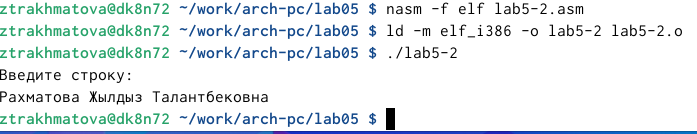 ztrakhmatova@dk8n72 ~/work/arch-pc/lab05 $ nasm -f elf lab5-2.asm
ztrakhmatova@dk8n72 ~/work/arch-pc/lab05 $ ld -m elf_i386 -o lab5-2 lab5-2.o
ztrakhmatova@dk8n72 ~/work/arch-pc/lab05 $ ./lab5-2
Введите строку:
Рахматова Жылдыз Талантбековна
ztrakhmatova@dk8n72 ~/work/arch-pc/lab05 $